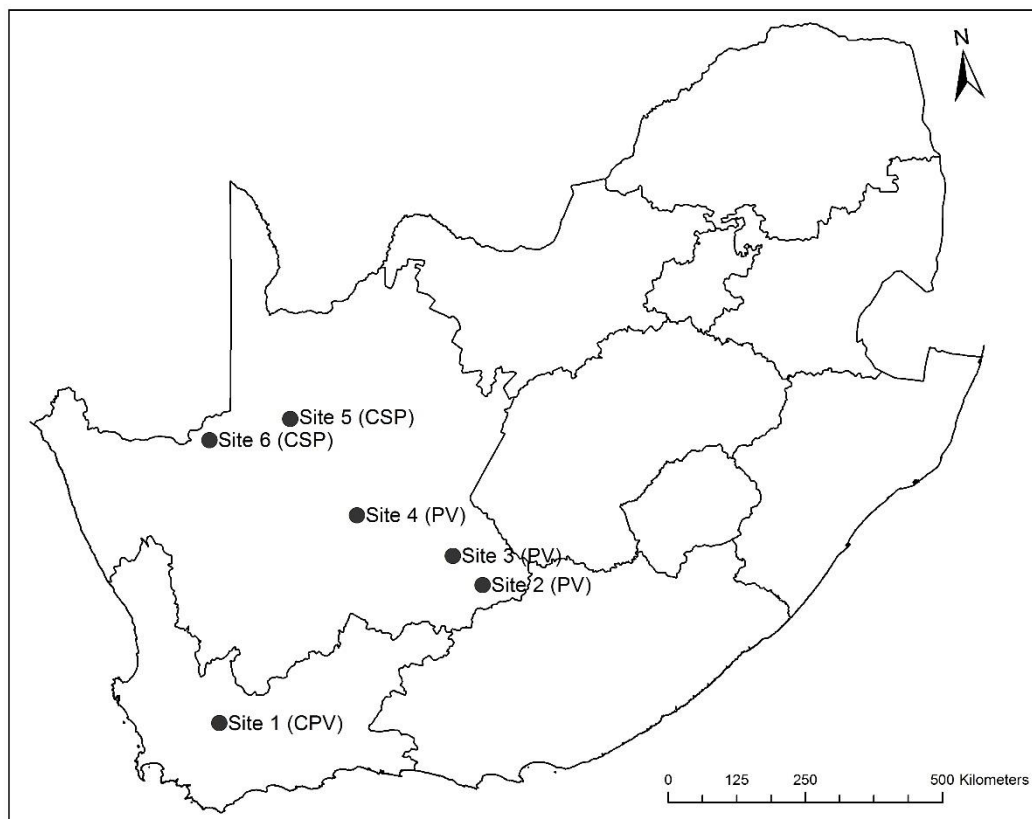 N
Site 5 (CSP)
Site 6 (CSP)
Site 4 (PV)
Site 3 (PV)
Site 2 (PV)
Site 1 (CPV)
0 125 250 500 Kilometers